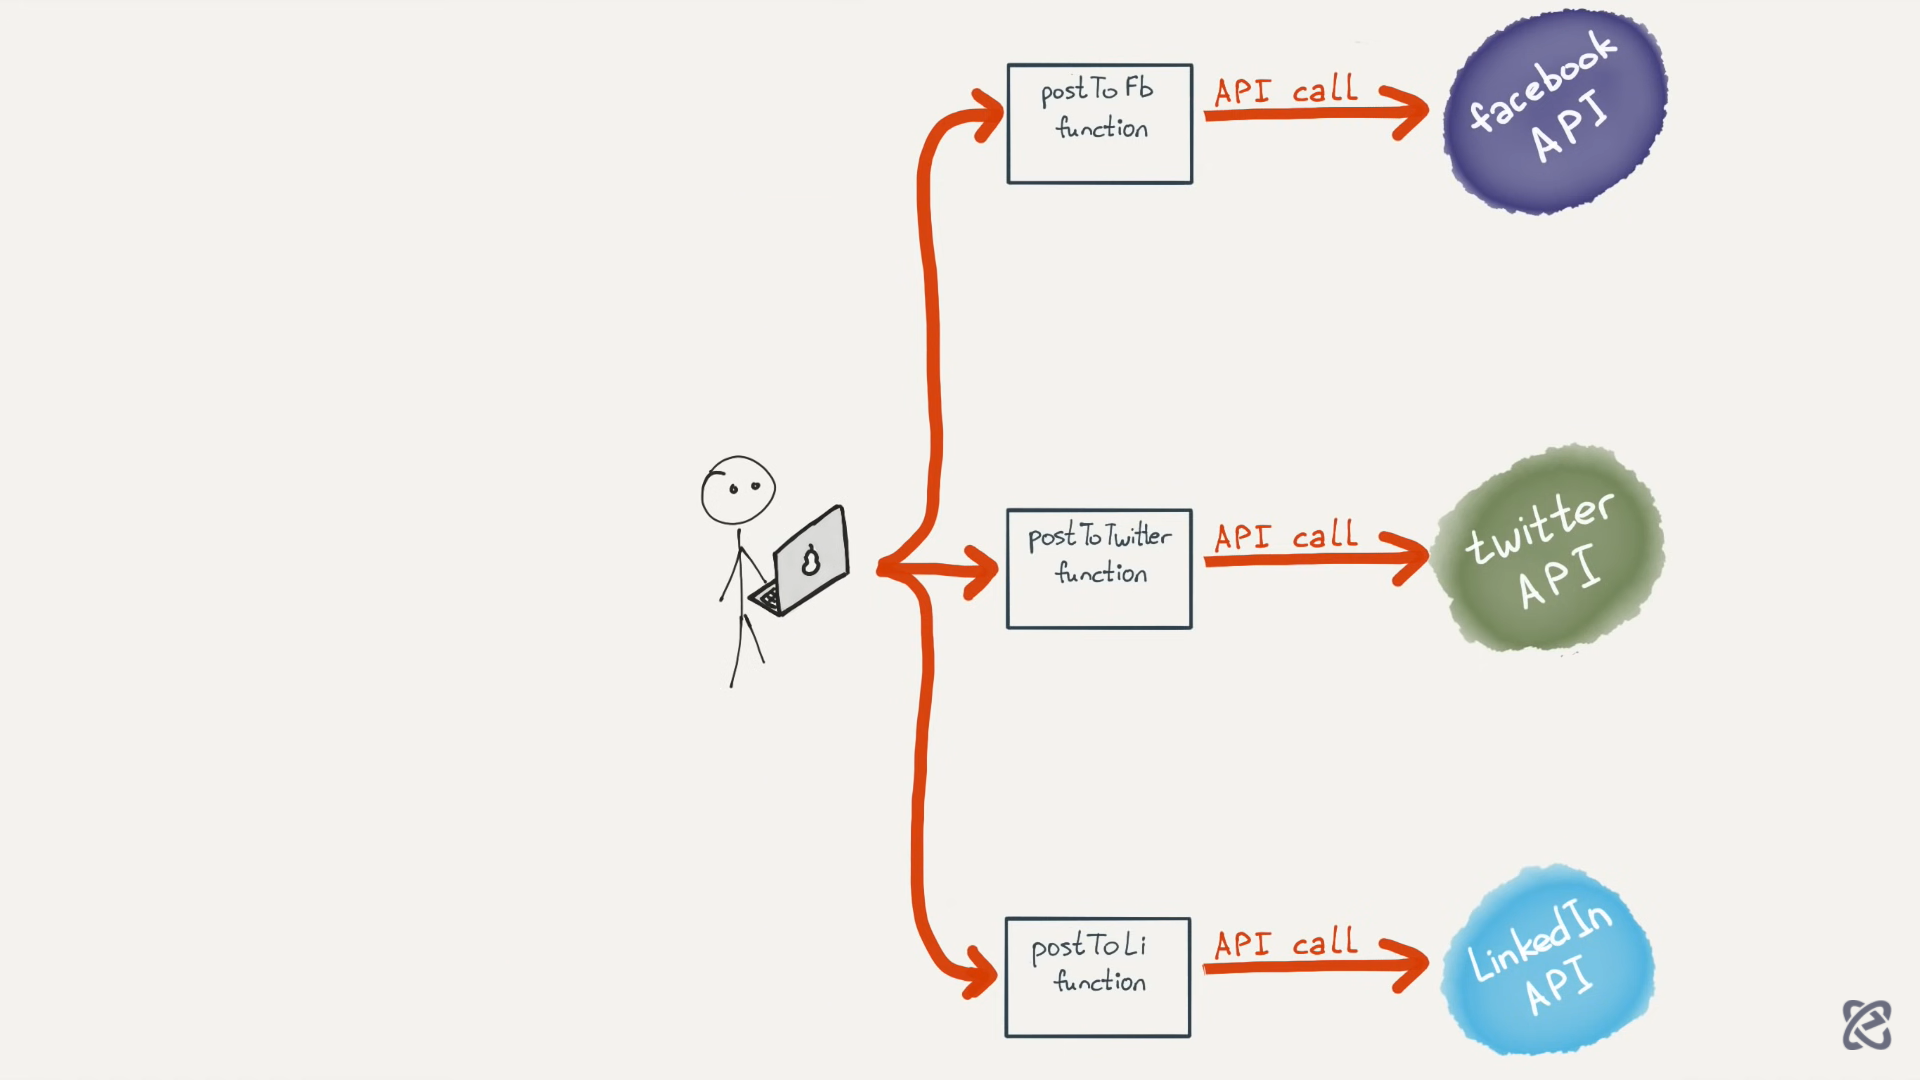 postToFb
function
API call
facebook
API
postToTwitter
function
API call
twitter
API
postToLi
function
API call
LinkedIn
API